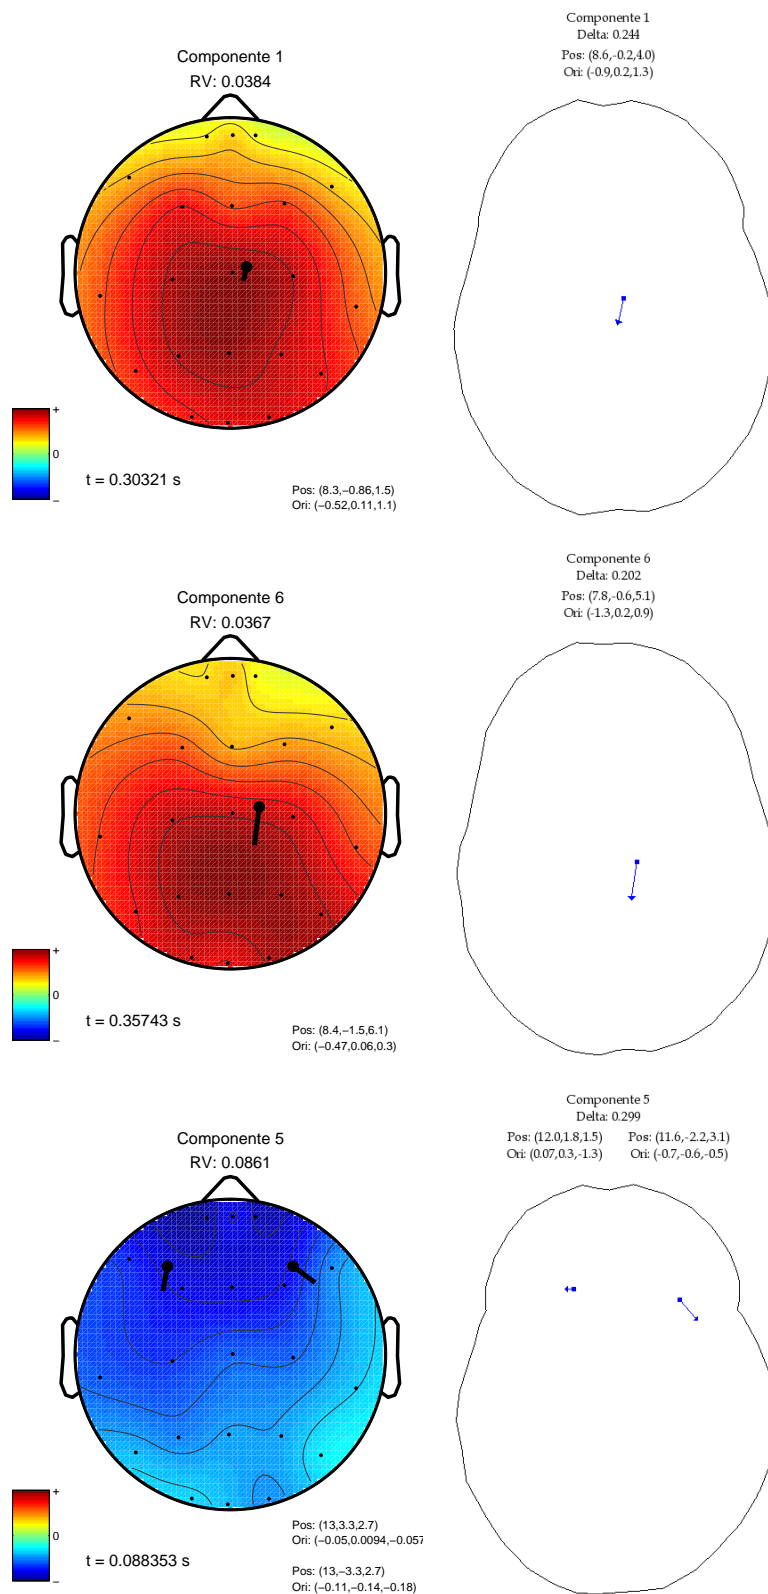 Componente 1
RV: 0.0384
+
0
−
t = 0.30321 s
Pos: (8.3,−0.86,1.5)
Ori: (−0.52,0.11,1.1)
Componente 1
Delta: 0.244
Pos: (8.6,-0.2,4.0)
Ori: (-0.9,0.2,1.3)
Componente 6
RV: 0.0367
+
0
−
t = 0.35743 s
Pos: (8.4,−1.5,6.1)
Ori: (−0.47,0.06,0.3)
Componente 6
Delta: 0.202
Pos: (7.8,-0.6,5.1)
Ori: (-1.3,0.2,0.9)
Componente 5
RV: 0.0861
+
0
−
t = 0.088353 s
Pos: (13,3.3,2.7)
Ori: (−0.05,0.0094,−0.057
Pos: (13,−3.3,2.7)
Ori: (−0.11,−0.14,−0.18)
Componente 5
Delta: 0.299
Pos: (12.0,1.8,1.5) Pos: (11.6,-2.2,3.1)
Ori: (0.07,0.3,-1.3) Ori: (-0.7,-0.6,-0.5)